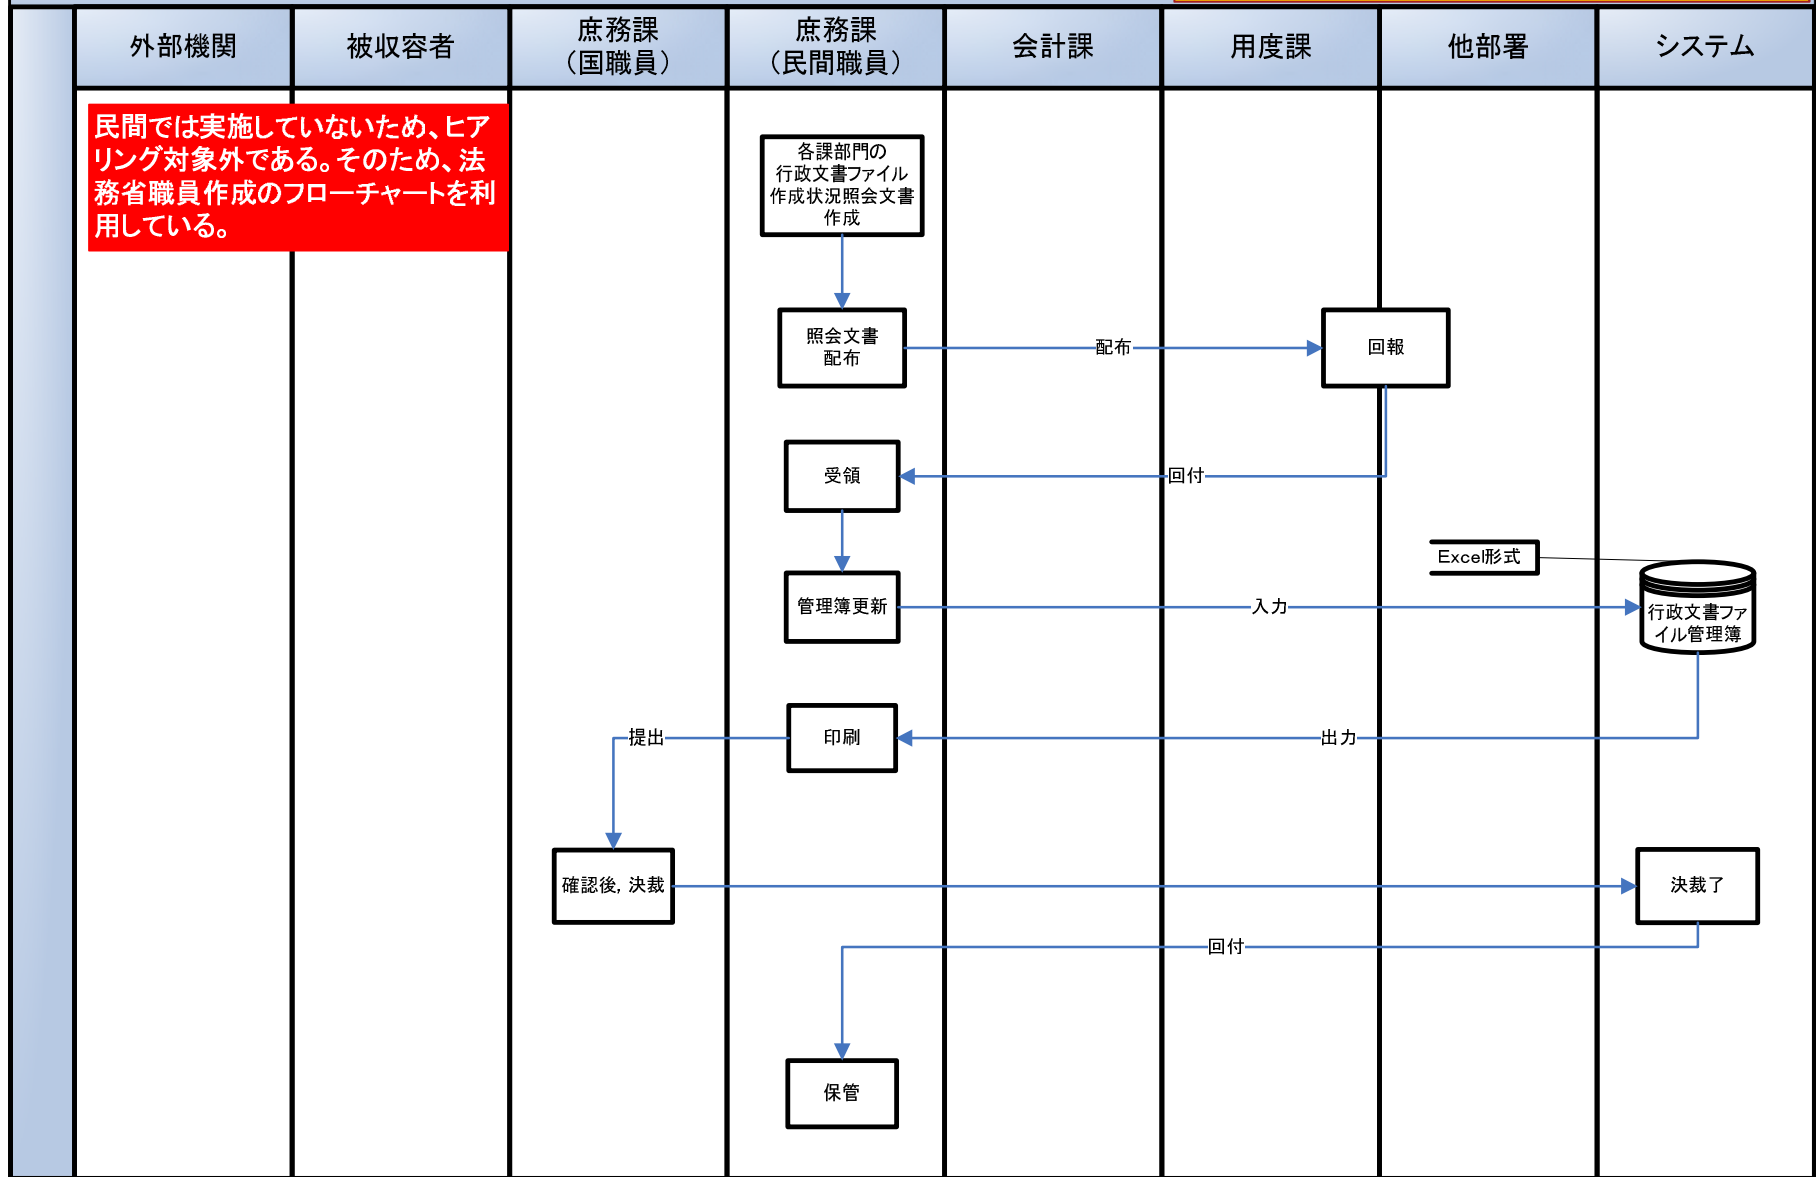 外部機関
被収容者
庶務課
（国職員）
庶務課
（民間職員）
会計課
用度課
他部署
システム
民間では実施していないため、ヒア
リング対象外である。そのため、法
務省職員作成のフローチャートを利
用している。
各課部門の
行政文書ファイル
作成状況照会文書
作成
照会文書
配布
配布
回報
受領
回付
Excel形式
管理簿更新
入力
行政文書ファ
イル管理簿
提出
印刷
出力
確認後，決裁
決裁了
回付
保管